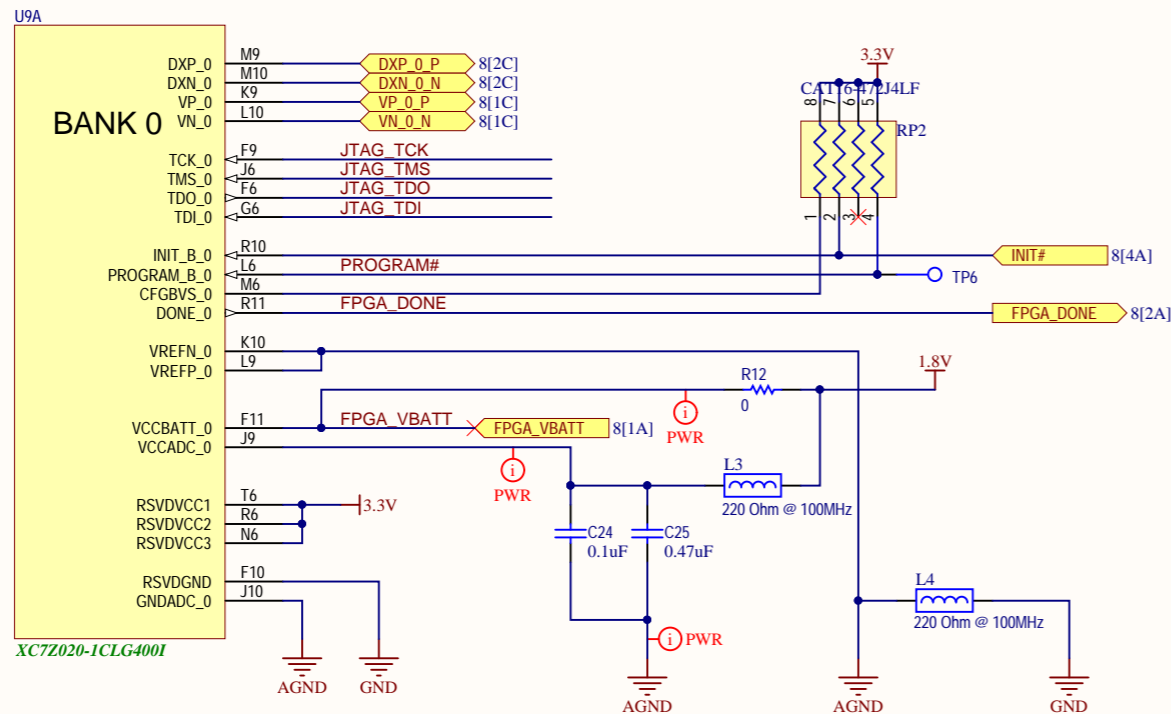 U9A
BANK 0
DXP_0 M9 DXP_0_P 8[2C]
DXN_0 M10 DXN_0_N 8[2C]
VP_0 K9 VP_0_P 8[1C]
VN_0 L10 VN_0_N 8[1C]
TCK_0 F9 JTAG_TCK
TMS_0 J6 JTAG_TMS
TDO_0 F6 JTAG_TDO
TDI_0 G6 JTAG_TDI
3.3V
CAT16-472J4LF
8 7 6 5
RP2
1 2 3 4
INIT_B_0 R10 INIT# 8[4A]
PROGRAM_B_0 L6 PROGRAM# TP6
CFGBVS_0 M6
DONE_0 R11 FPGA_DONE FPGA_DONE 8[2A]
VREFN_0 K10
VREFP_0 L9
1.8V
R12
0
i
PWR
VCCBATT_0 F11 FPGA_VBATT FPGA_VBATT 8[1A]
VCCADC_0 J9
i
PWR
L3
220 Ohm @ 100MHz
RSVDVCC1 T6 3.3V
RSVDVCC2 R6
RSVDVCC3 N6
C24
0.1uF
C25
0.47uF
RSVDGND F10
GNDADC_0 J10
L4
220 Ohm @ 100MHz
i PWR
XC7Z020-1CLG400I
AGND
GND
AGND
AGND
GND